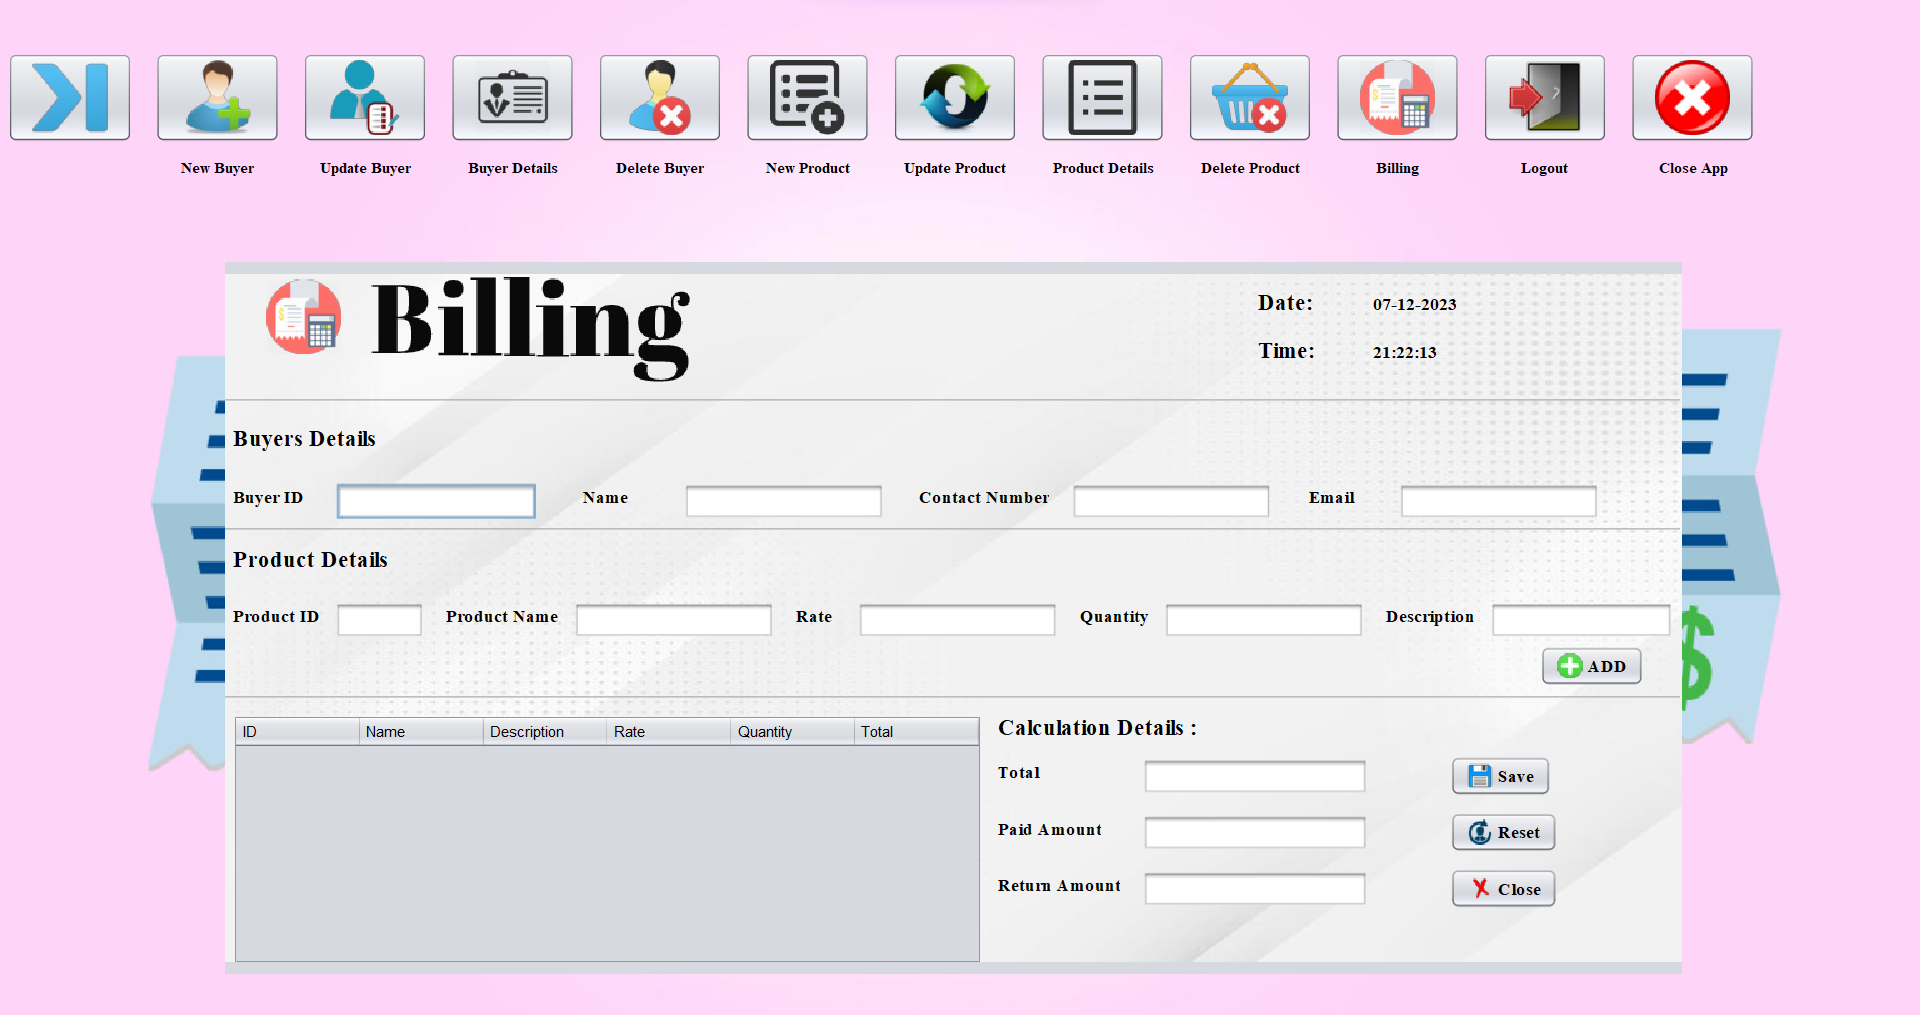 New Buyer Update Buyer Buyer Details Delete Buyer New Product Update Product Product Details Delete Product Billing Logout Close App
Billing
Date: 07-12-2023
Time: 21:22:13
Buyers Details
Buyer ID Name Contact Number Email
Product Details
Product ID Product Name Rate Quantity Description
ADD
ID Name Description Rate Quantity Total
Calculation Details :
Total
Save
Paid Amount
Reset
Return Amount
Close